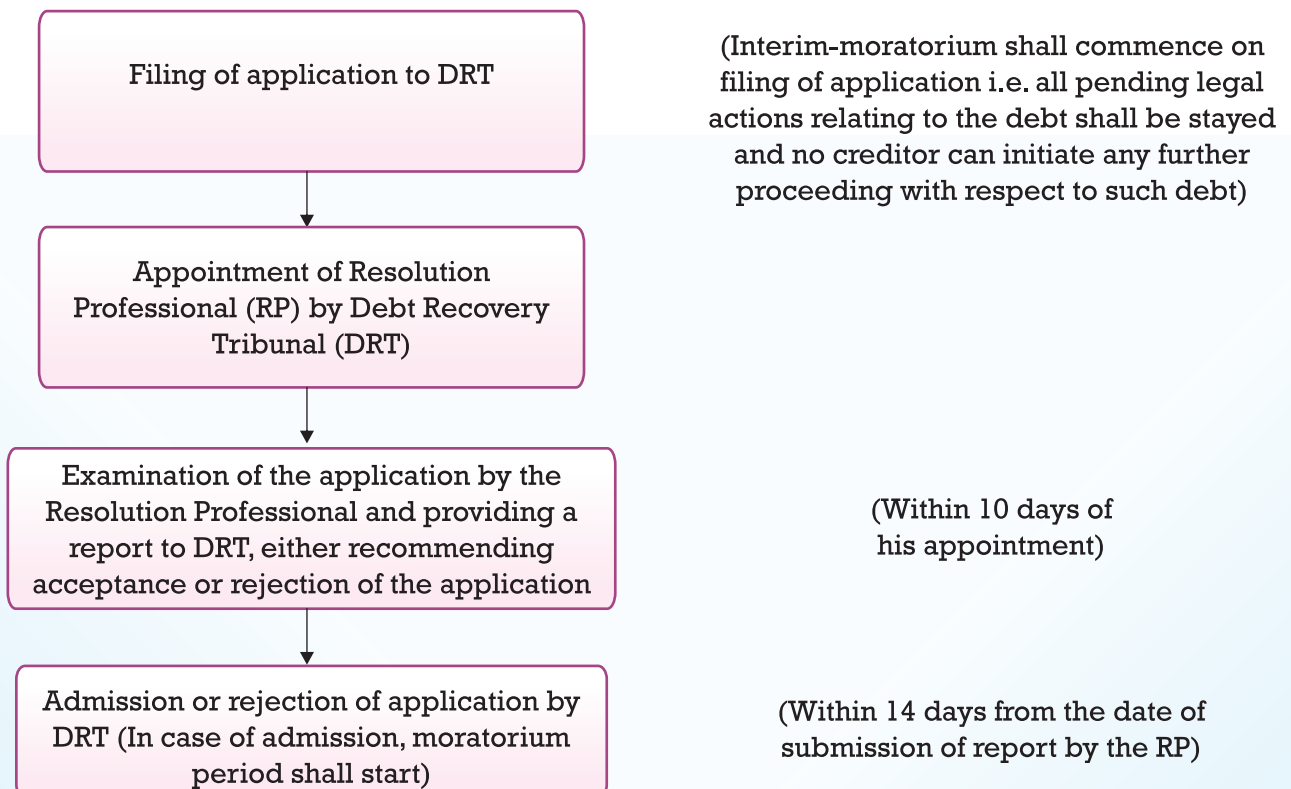 Filing of application to DRT
(Interim-moratorium shall commence on
filing of application i.e. all pending legal
actions relating to the debt shall be stayed
and no creditor can initiate any further
proceeding with respect to such debt)
Appointment of Resolution
Professional (RP) by Debt Recovery
Tribunal (DRT)
Examination of the application by the
Resolution Professional and providing a
report to DRT, either recommending
acceptance or rejection of the application
(Within 10 days of
his appointment)
Admission or rejection of application by
DRT (In case of admission, moratorium
period shall start)
(Within 14 days from the date of
submission of report by the RP)